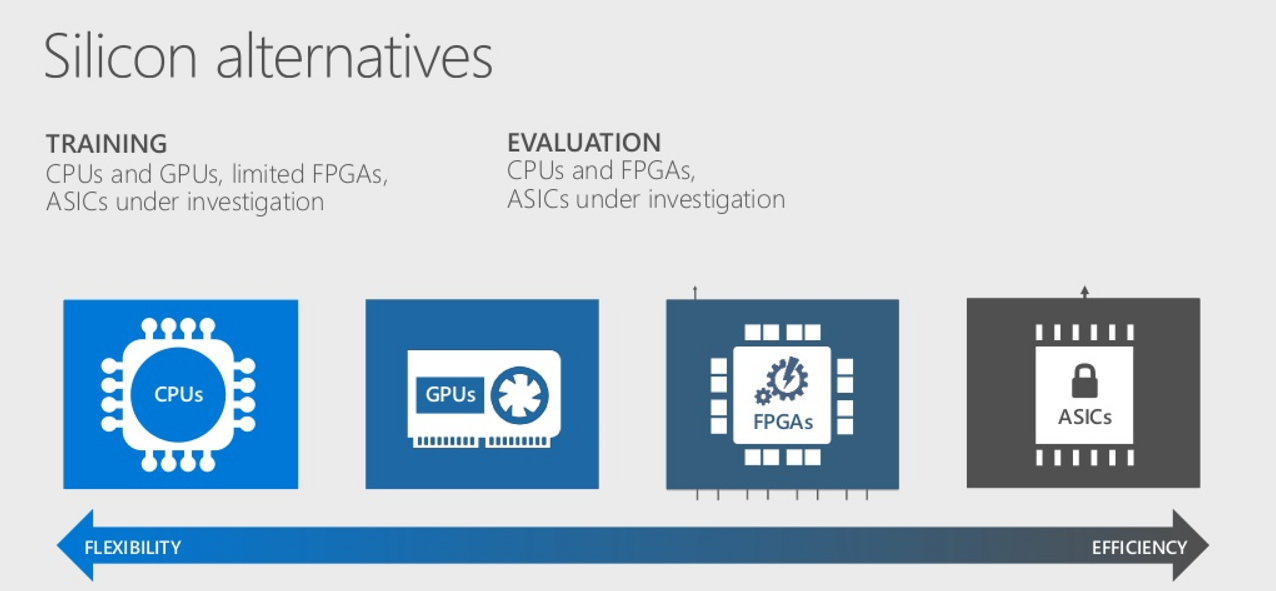 Silicon alternatives
TRAINING
CPUs and GPUs, limited FPGAs,
ASICs under investigation
EVALUATION
CPUs and FPGAs,
ASICs under investigation
CPUs
GPUs
FPGAs
ASICs
FLEXIBILITY
EFFICIENCY